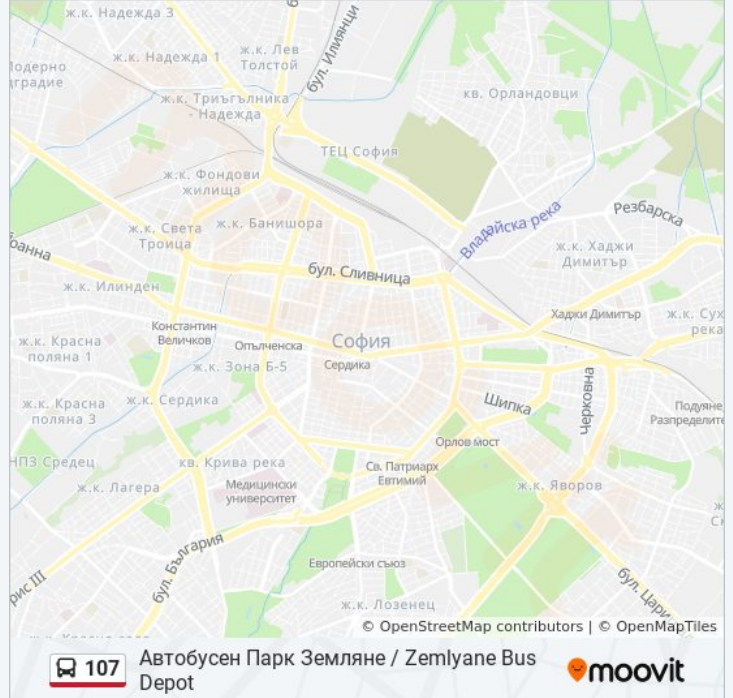 ж.к. Надежда 3
ж.к. Надежда 1
ж.к. Лев
Толстой
бул. Илиянци
ж.к. Триъгълника
- Надежда
кв. Орландовци
ТЕЦ София
ж.к. Фондови
жилища
Резбарска
Владайска река
ж.к. Света
Троица
ж.к. Банишора
ж.к. Хаджи
Димитър
бул. Сливница
ж.к. Илинден
Константин
Величков
Хаджи Димитър
ж.к. Сух
река
ж.к. Красна
поляна 1
Опълченска
София
Сердика
ж.к. Зона Б-5
ж.к. Красна
поляна 3
ж.к. Сердика
Шипка
Черковна
Подуяне
Разпределите
Орлов мост
НПЗ Средец
кв. Крива река
Св. Патриарх
Евтимий
ж.к. Лагера
Медицински
университет
ж.к. Яворов
бул. България
Европейски съюз
рис III
бул. Цари
ж.к. Лозенец
© OpenStreetMap contributors | © OpenMapTiles
107
Автобусен Парк Земляне / Zemlyane Bus
Depot
moovit